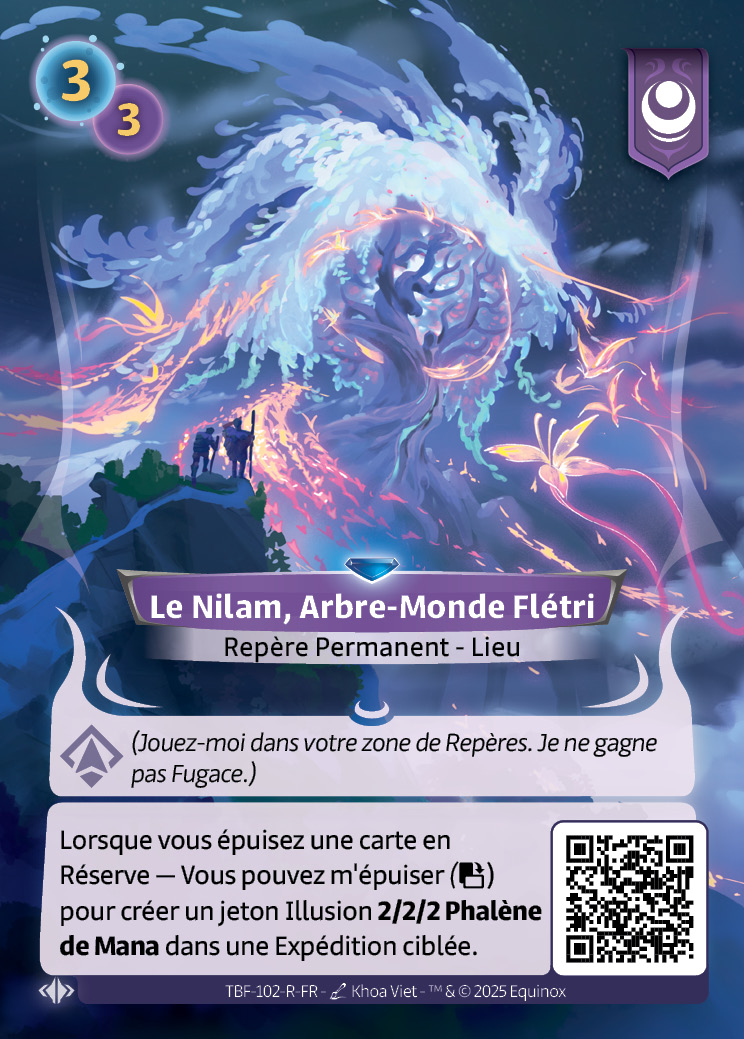 3
3
Le Nilam, Arbre-Monde Flétri
Repère Permanent - Lieu
(Jouez-moi dans votre zone de Repères. Je ne gagne
pas Fugace.)
Lorsque vous épuisez une carte en
Réserve — Vous pouvez m'épuiser ()
pour créer un jeton Illusion 2/2/2 Phalène
de Mana dans une Expédition ciblée.
TBF-102-R-FR - Khoa Viet - ™ & © 2025 Equinox